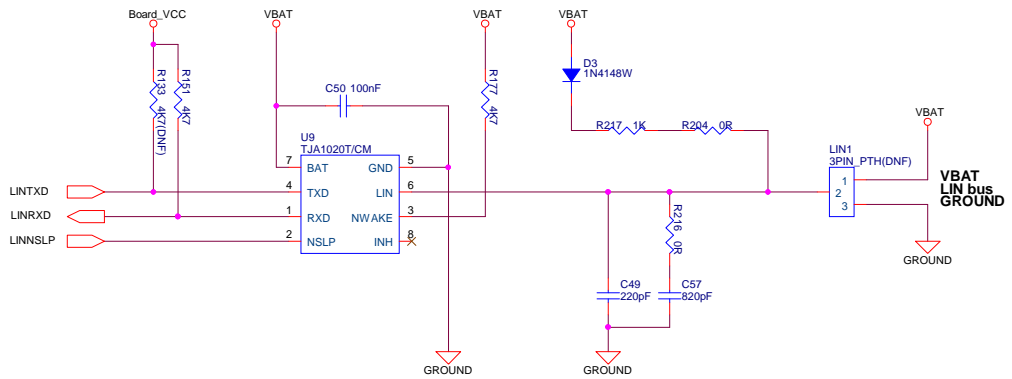 Board_VCC
VBAT
VBAT
VBAT
D3
1N4148W
R133
4K7(DNF)
R151
4K7
C50 100nF
R177
4K7
R217 1K
R204 0R
VBAT
U9
TJA1020T/CM
LIN1
3PIN_PTH(DNF)
7 BAT GND 5
1
VBAT
LINTXD
4 TXD LIN 6
2
LIN bus
LINRXD
1 RXD NWAKE 3
3
GROUND
LINNSLP
2 NSLP INH 8
R216
0R
GROUND
C49
220pF
C57
820pF
GROUND
GROUND